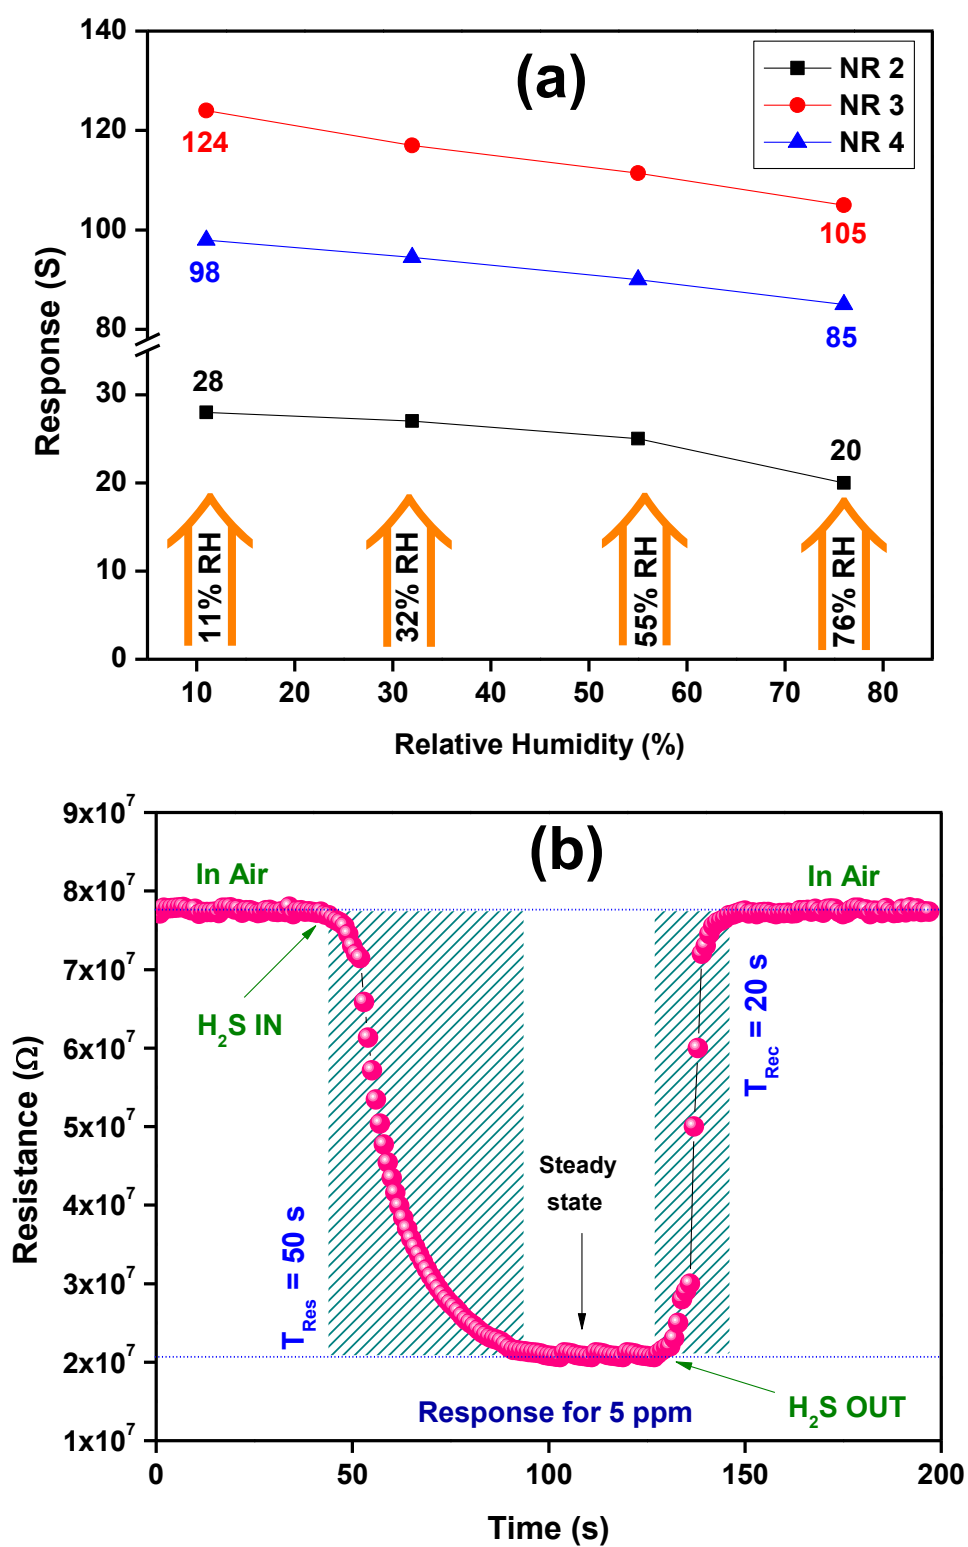 (a)
NR 2
NR 3
NR 4
140
120
100
80
30
20
10
0
124
105
98
85
28
20
11% RH
32% RH
55% RH
76% RH
10 20 30 40 50 60 70 80
Response (S)
Relative Humidity (%)
(b)
9x10⁷
8x10⁷
7x10⁷
6x10⁷
5x10⁷
4x10⁷
3x10⁷
2x10⁷
1x10⁷
Resistance (Ω)
In Air
In Air
H₂S IN
T_Res = 50 s
T_Rec = 20 s
Steady
state
H₂S OUT
Response for 5 ppm
0 50 100 150 200
Time (s)